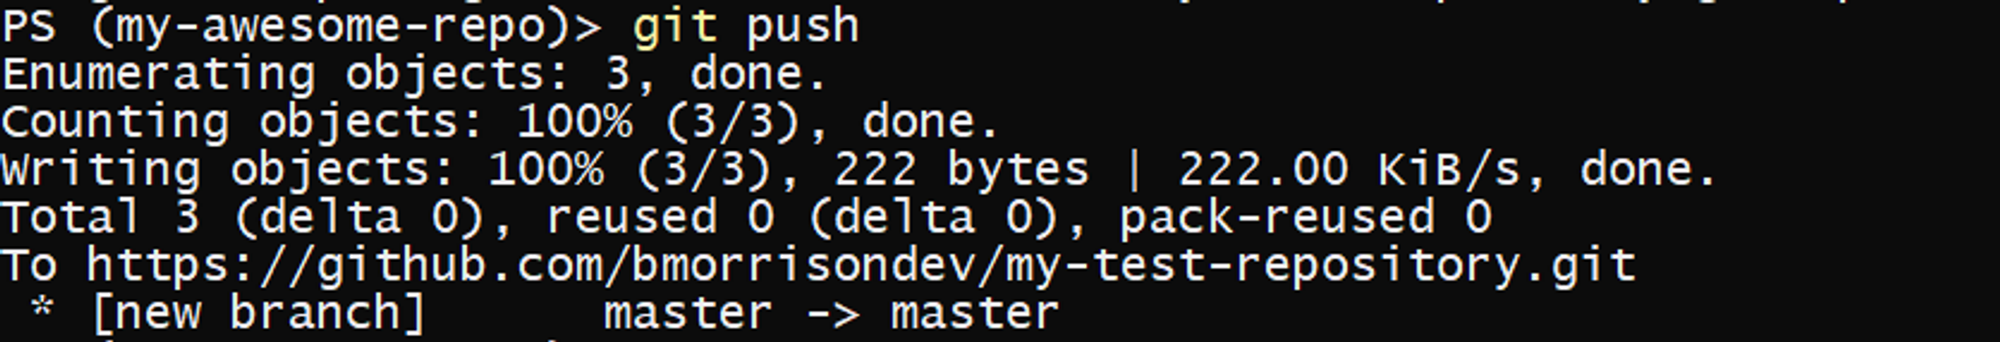 PS (my-awesome-repo)> git push
Enumerating objects: 3, done.
Counting objects: 100% (3/3), done.
Writing objects: 100% (3/3), 222 bytes | 222.00 KiB/s, done.
Total 3 (delta 0), reused 0 (delta 0), pack-reused 0
To https://github.com/bmorrisondev/my-test-repository.git
 * [new branch]      master -> master